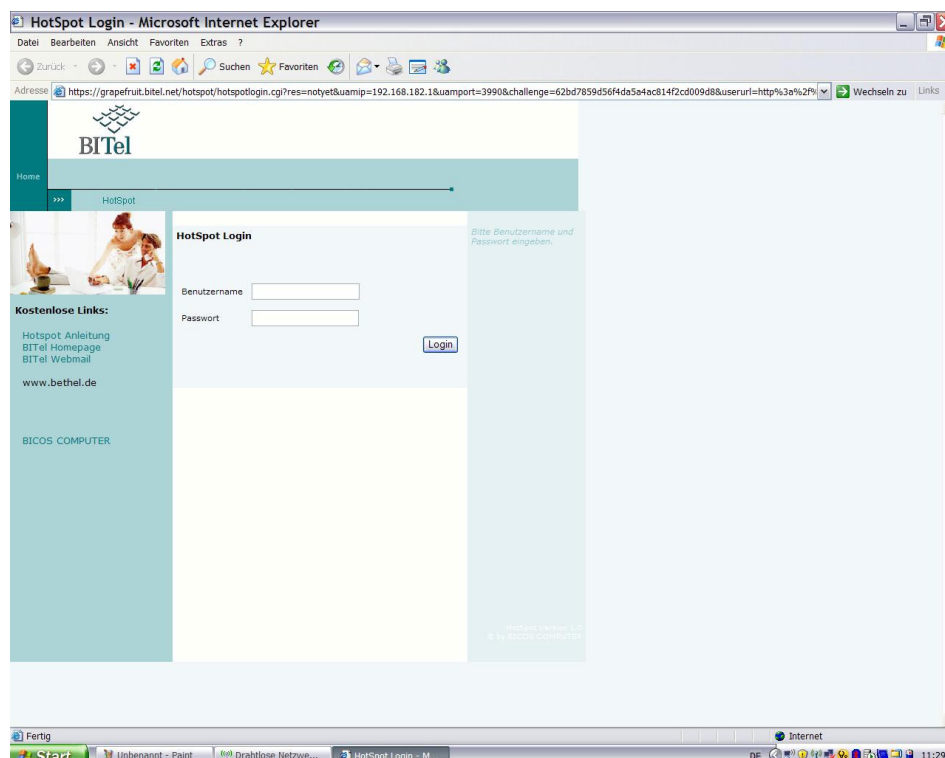 HotSpot Login - Microsoft Internet Explorer
Datei Bearbeiten Ansicht Favoriten Extras ?
Zurück Suchen Favoriten
Adresse https://grapefruit.bitel.net/hotspot/hotspotlogin.cgi?res=notyet&uamip=192.168.182.1&uamport=3990&challenge=62bd7859d56f4da5a4ac814f2cd009d8&userurl=http%3a%2f% Wechseln zu Links
BITel
Home
>>> HotSpot
HotSpot Login
Bitte Benutzername und
Passwort eingeben.
Benutzername
Passwort
Login
Kostenlose Links:
Hotspot Anleitung
BITel Homepage
BITel Webmail
www.bethel.de
BICOS COMPUTER
© by BICOS COMPUTER
Fertig Internet
Start Unbenannt - Paint Drahtlose Netzwe... HotSpot Login - M... DE 11:29